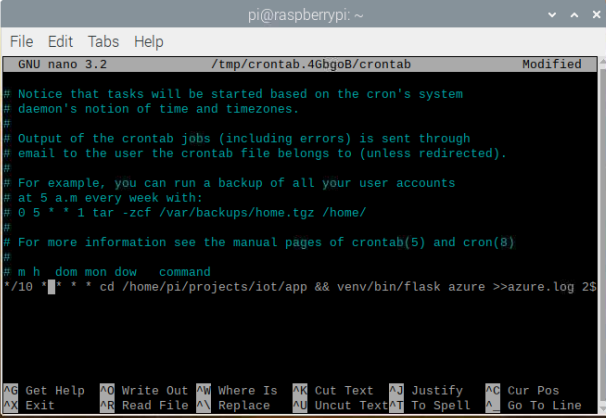 pi@raspberrypi: ~
File Edit Tabs Help
GNU nano 3.2 /tmp/crontab.4GbgoB/crontab Modified
# Notice that tasks will be started based on the cron's system
# daemon's notion of time and timezones.
#
# Output of the crontab jobs (including errors) is sent through
# email to the user the crontab file belongs to (unless redirected).
#
# For example, you can run a backup of all your user accounts
# at 5 a.m every week with:
# 0 5 * * 1 tar -zcf /var/backups/home.tgz /home/
#
# For more information see the manual pages of crontab(5) and cron(8)
#
# m h  dom mon dow   command
*/10 * * * * cd /home/pi/projects/iot/app && venv/bin/flask azure >>azure.log 2$
^G Get Help ^O Write Out ^W Where Is ^K Cut Text ^J Justify ^C Cur Pos
^X Exit ^R Read File ^\ Replace ^U Uncut Text ^T To Spell ^_ Go To Line